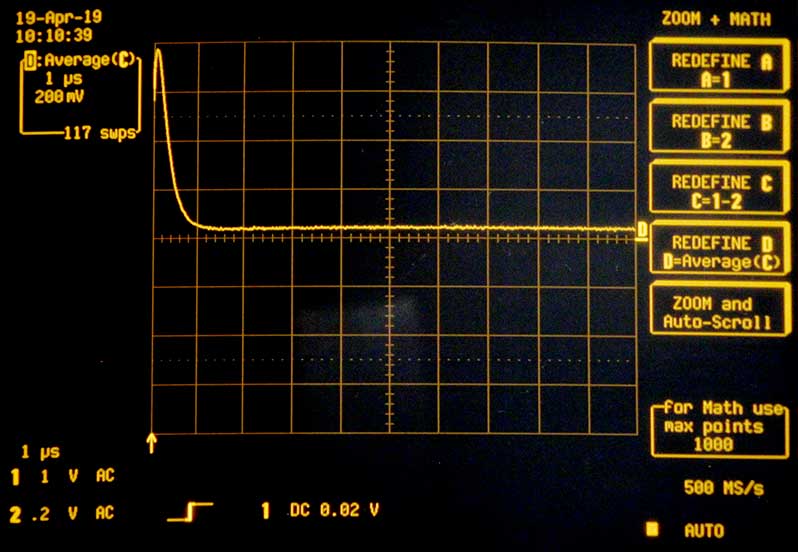 19-Apr-19
10:10:39
D:Average(C)
1 µs
200mV
117 swps
D
ZOOM + MATH
REDEFINE A
A=1
REDEFINE B
B=2
REDEFINE C
C=1-2
REDEFINE D
D=Average(C)
ZOOM and
Auto-Scroll
for Math use
max points
1000
1 µs
1 1 V AC
2 .2 V AC
1 DC 0.02 V
500 MS/s
AUTO